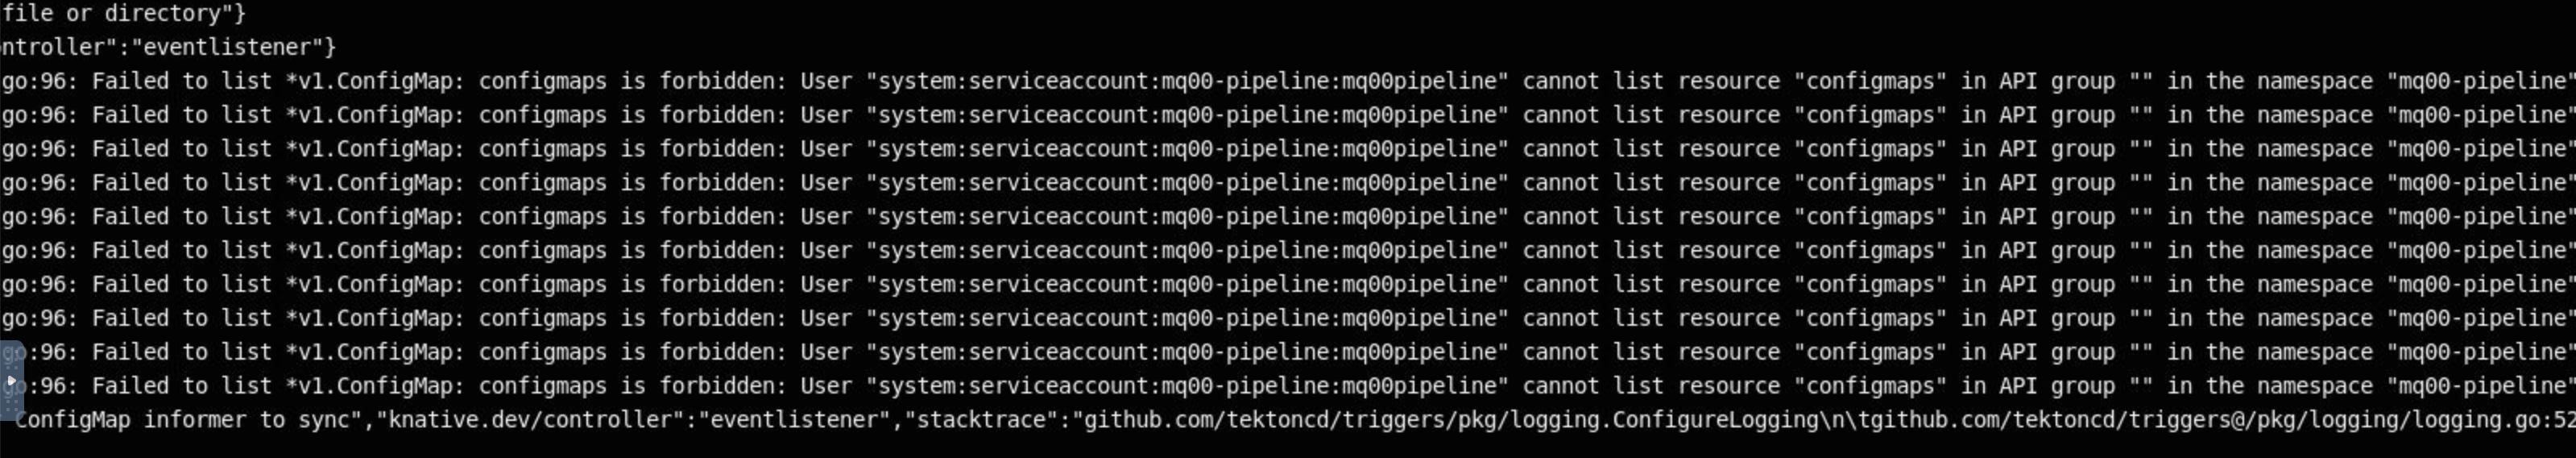 file or directory"}
ontroller":"eventlistener"}
go:96: Failed to list *v1.ConfigMap: configmaps is forbidden: User "system:serviceaccount:mq00-pipeline:mq00pipeline" cannot list resource "configmaps" in API group "" in the namespace "mq00-pipeline"
go:96: Failed to list *v1.ConfigMap: configmaps is forbidden: User "system:serviceaccount:mq00-pipeline:mq00pipeline" cannot list resource "configmaps" in API group "" in the namespace "mq00-pipeline"
go:96: Failed to list *v1.ConfigMap: configmaps is forbidden: User "system:serviceaccount:mq00-pipeline:mq00pipeline" cannot list resource "configmaps" in API group "" in the namespace "mq00-pipeline"
go:96: Failed to list *v1.ConfigMap: configmaps is forbidden: User "system:serviceaccount:mq00-pipeline:mq00pipeline" cannot list resource "configmaps" in API group "" in the namespace "mq00-pipeline"
go:96: Failed to list *v1.ConfigMap: configmaps is forbidden: User "system:serviceaccount:mq00-pipeline:mq00pipeline" cannot list resource "configmaps" in API group "" in the namespace "mq00-pipeline"
go:96: Failed to list *v1.ConfigMap: configmaps is forbidden: User "system:serviceaccount:mq00-pipeline:mq00pipeline" cannot list resource "configmaps" in API group "" in the namespace "mq00-pipeline"
go:96: Failed to list *v1.ConfigMap: configmaps is forbidden: User "system:serviceaccount:mq00-pipeline:mq00pipeline" cannot list resource "configmaps" in API group "" in the namespace "mq00-pipeline"
go:96: Failed to list *v1.ConfigMap: configmaps is forbidden: User "system:serviceaccount:mq00-pipeline:mq00pipeline" cannot list resource "configmaps" in API group "" in the namespace "mq00-pipeline"
go:96: Failed to list *v1.ConfigMap: configmaps is forbidden: User "system:serviceaccount:mq00-pipeline:mq00pipeline" cannot list resource "configmaps" in API group "" in the namespace "mq00-pipeline"
go:96: Failed to list *v1.ConfigMap: configmaps is forbidden: User "system:serviceaccount:mq00-pipeline:mq00pipeline" cannot list resource "configmaps" in API group "" in the namespace "mq00-pipeline"
ConfigMap informer to sync","knative.dev/controller":"eventlistener","stacktrace":"github.com/tektoncd/triggers/pkg/logging.ConfigureLogging\n\tgithub.com/tektoncd/triggers@/pkg/logging/logging.go:52